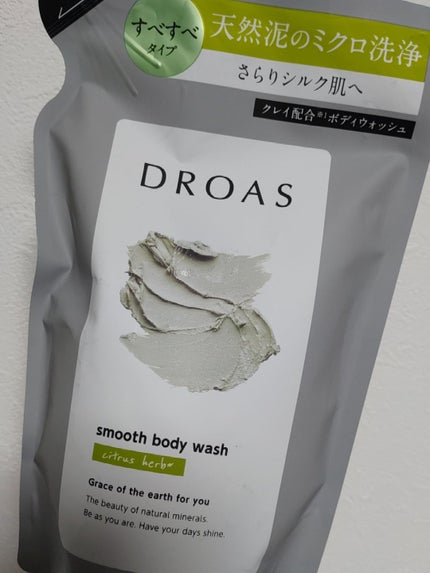 すべすべ
タイプ
天然泥のミクロ洗浄
さらりシルク肌へ
クレイ配合※1ボディウォッシュ
DROAS
smooth body wash
citrus herb
Grace of the earth for you
The beauty of natural minerals.
Be as you are. Have your days shine.